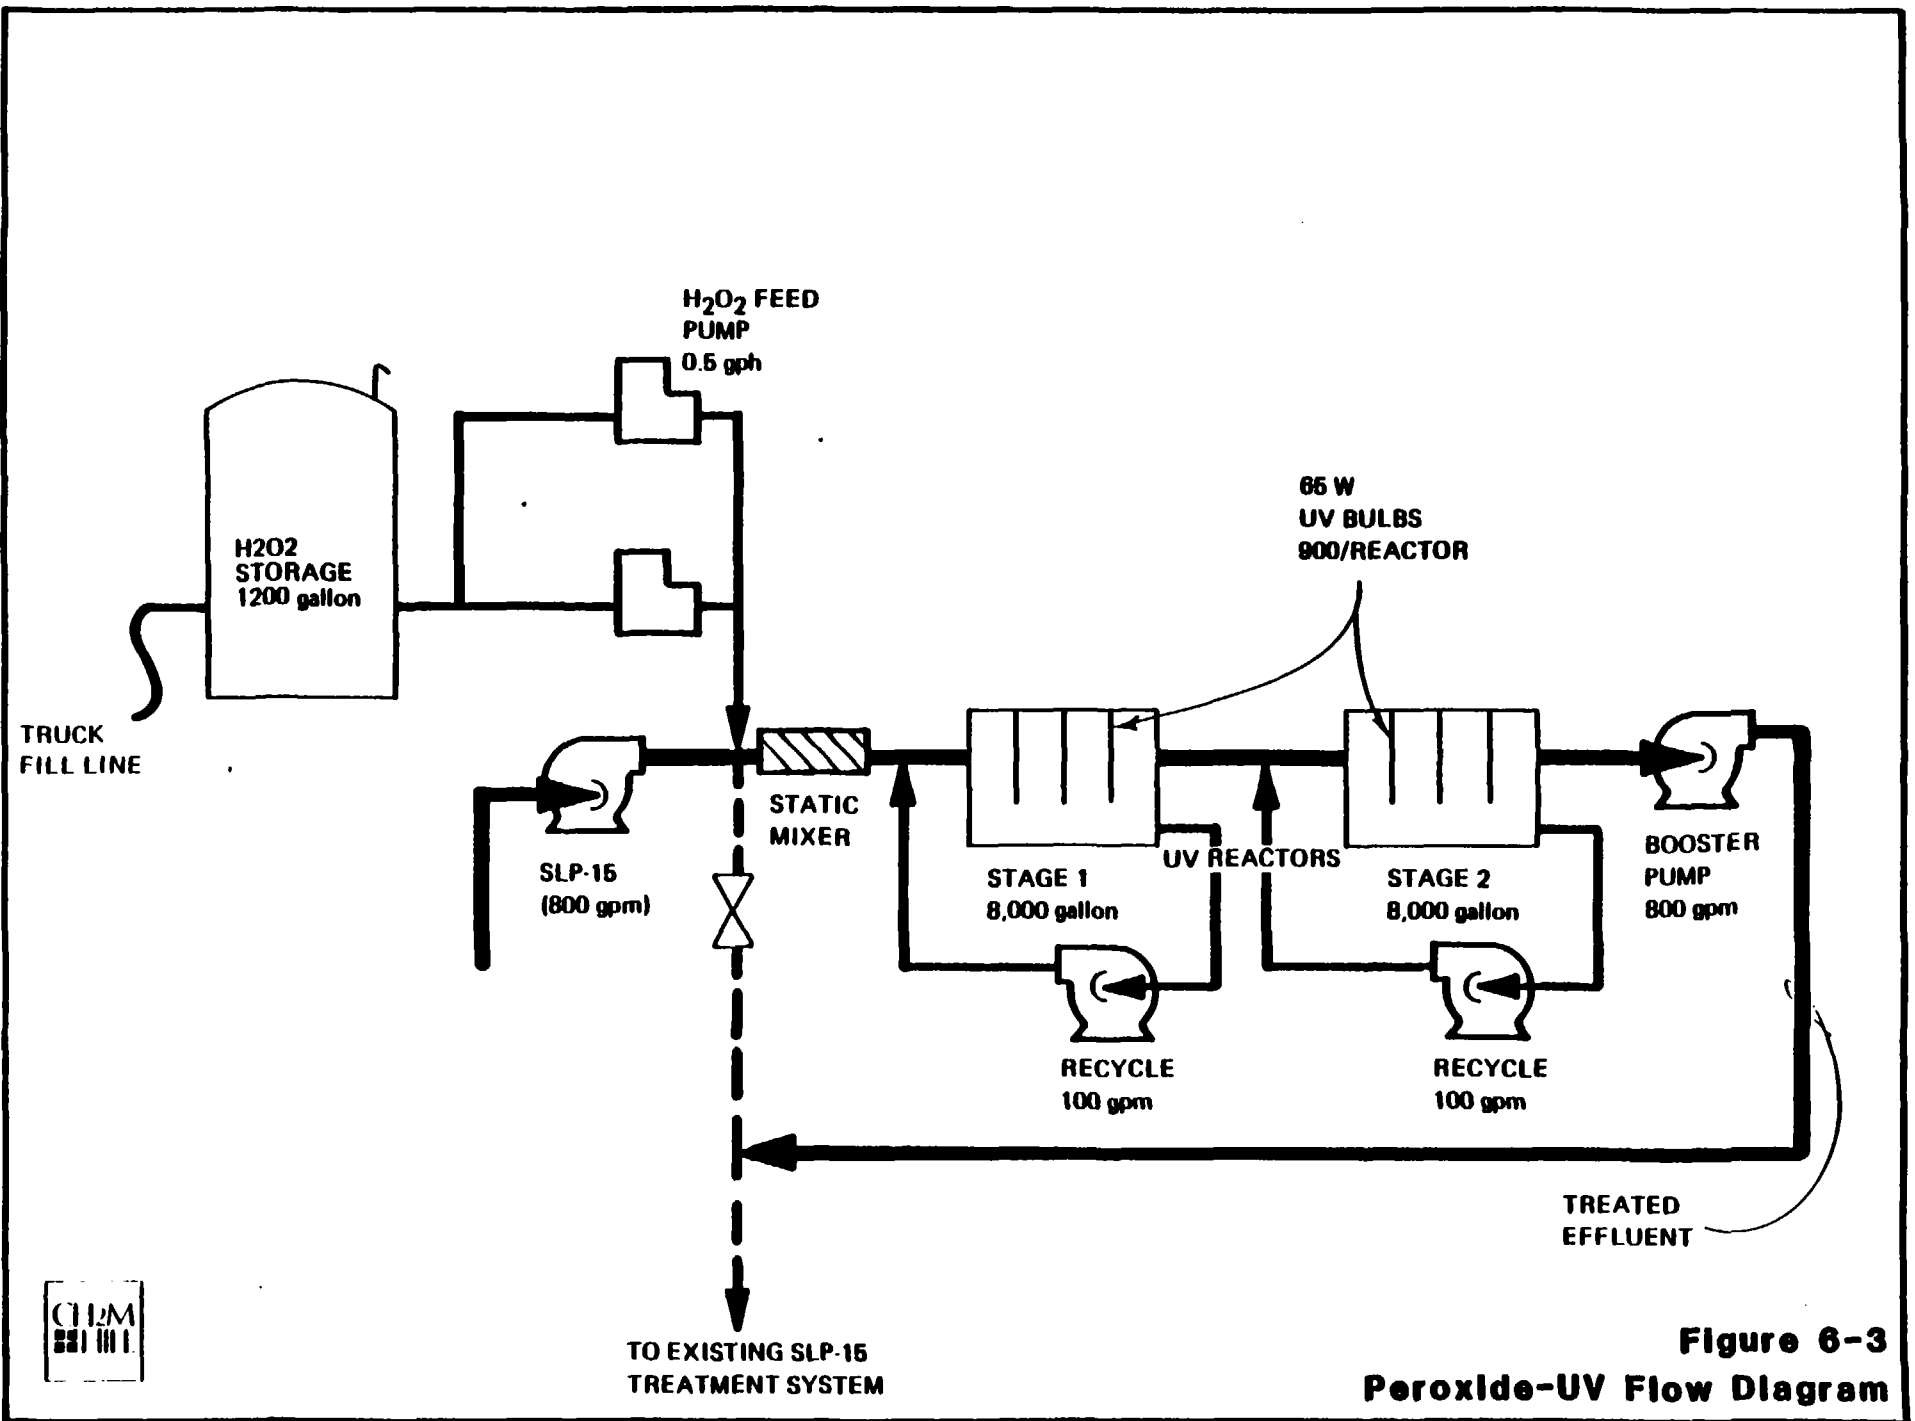 H2O2 FEED
PUMP
0.5 gph
H2O2
STORAGE
1200 gallon
TRUCK
FILL LINE
65 W
UV BULBS
900/REACTOR
STATIC
MIXER
SLP-15
(800 gpm)
UV REACTORS
STAGE 1
8,000 gallon
STAGE 2
8,000 gallon
BOOSTER
PUMP
800 gpm
RECYCLE
100 gpm
RECYCLE
100 gpm
TREATED
EFFLUENT
TO EXISTING SLP-15
TREATMENT SYSTEM
CH2M
HILL
Figure 6-3
Peroxide-UV Flow Diagram